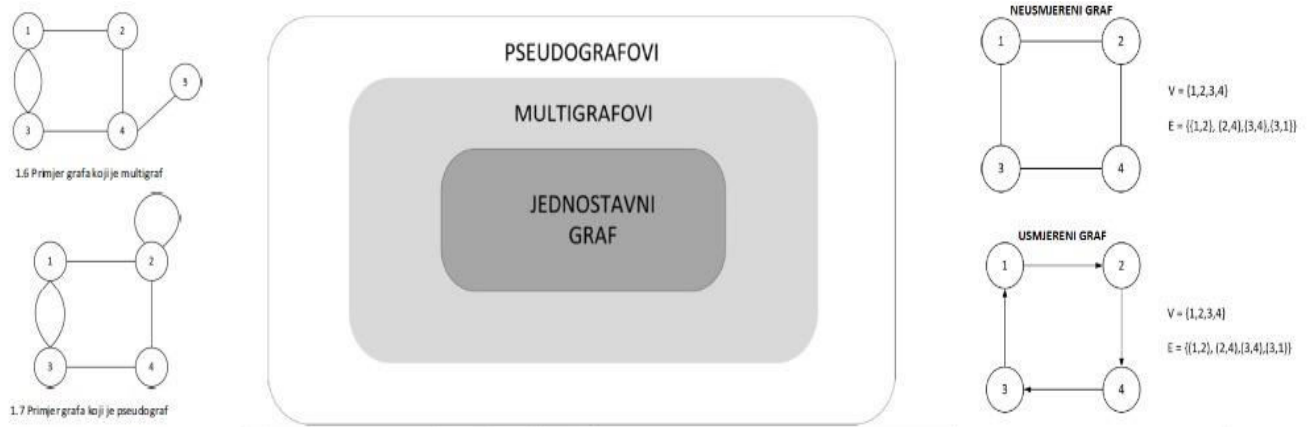 1
2
3
4
5
1.6 Primjer grafa koji je multigraf
1
2
3
4
1.7 Primjer grafa koji je pseudograf
PSEUDOGRAFOVI
MULTIGRAFOVI
JEDNOSTAVNI
GRAF
NEUSMJERENI GRAF
1
2
3
4
V = {1,2,3,4}
E = {{1,2}, {2,4},{3,4},{3,1}}
USMJERENI GRAF
1
2
3
4
V = {1,2,3,4}
E = {(1,2), (2,4),(3,4),(3,1)}